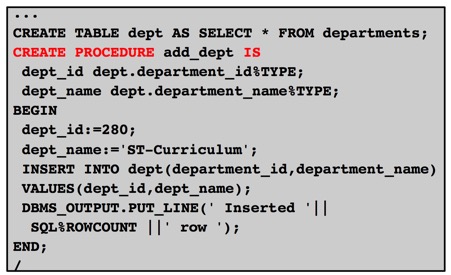 ...
CREATE TABLE dept AS SELECT * FROM departments;
CREATE PROCEDURE add_dept IS
dept_id dept.department_id%TYPE;
dept_name dept.department_name%TYPE;
BEGIN
dept_id:=280;
dept_name:='ST-Curriculum';
INSERT INTO dept(department_id,department_name)
VALUES(dept_id,dept_name);
DBMS_OUTPUT.PUT_LINE(' Inserted '||
SQL%ROWCOUNT ||' row ');
END;
/